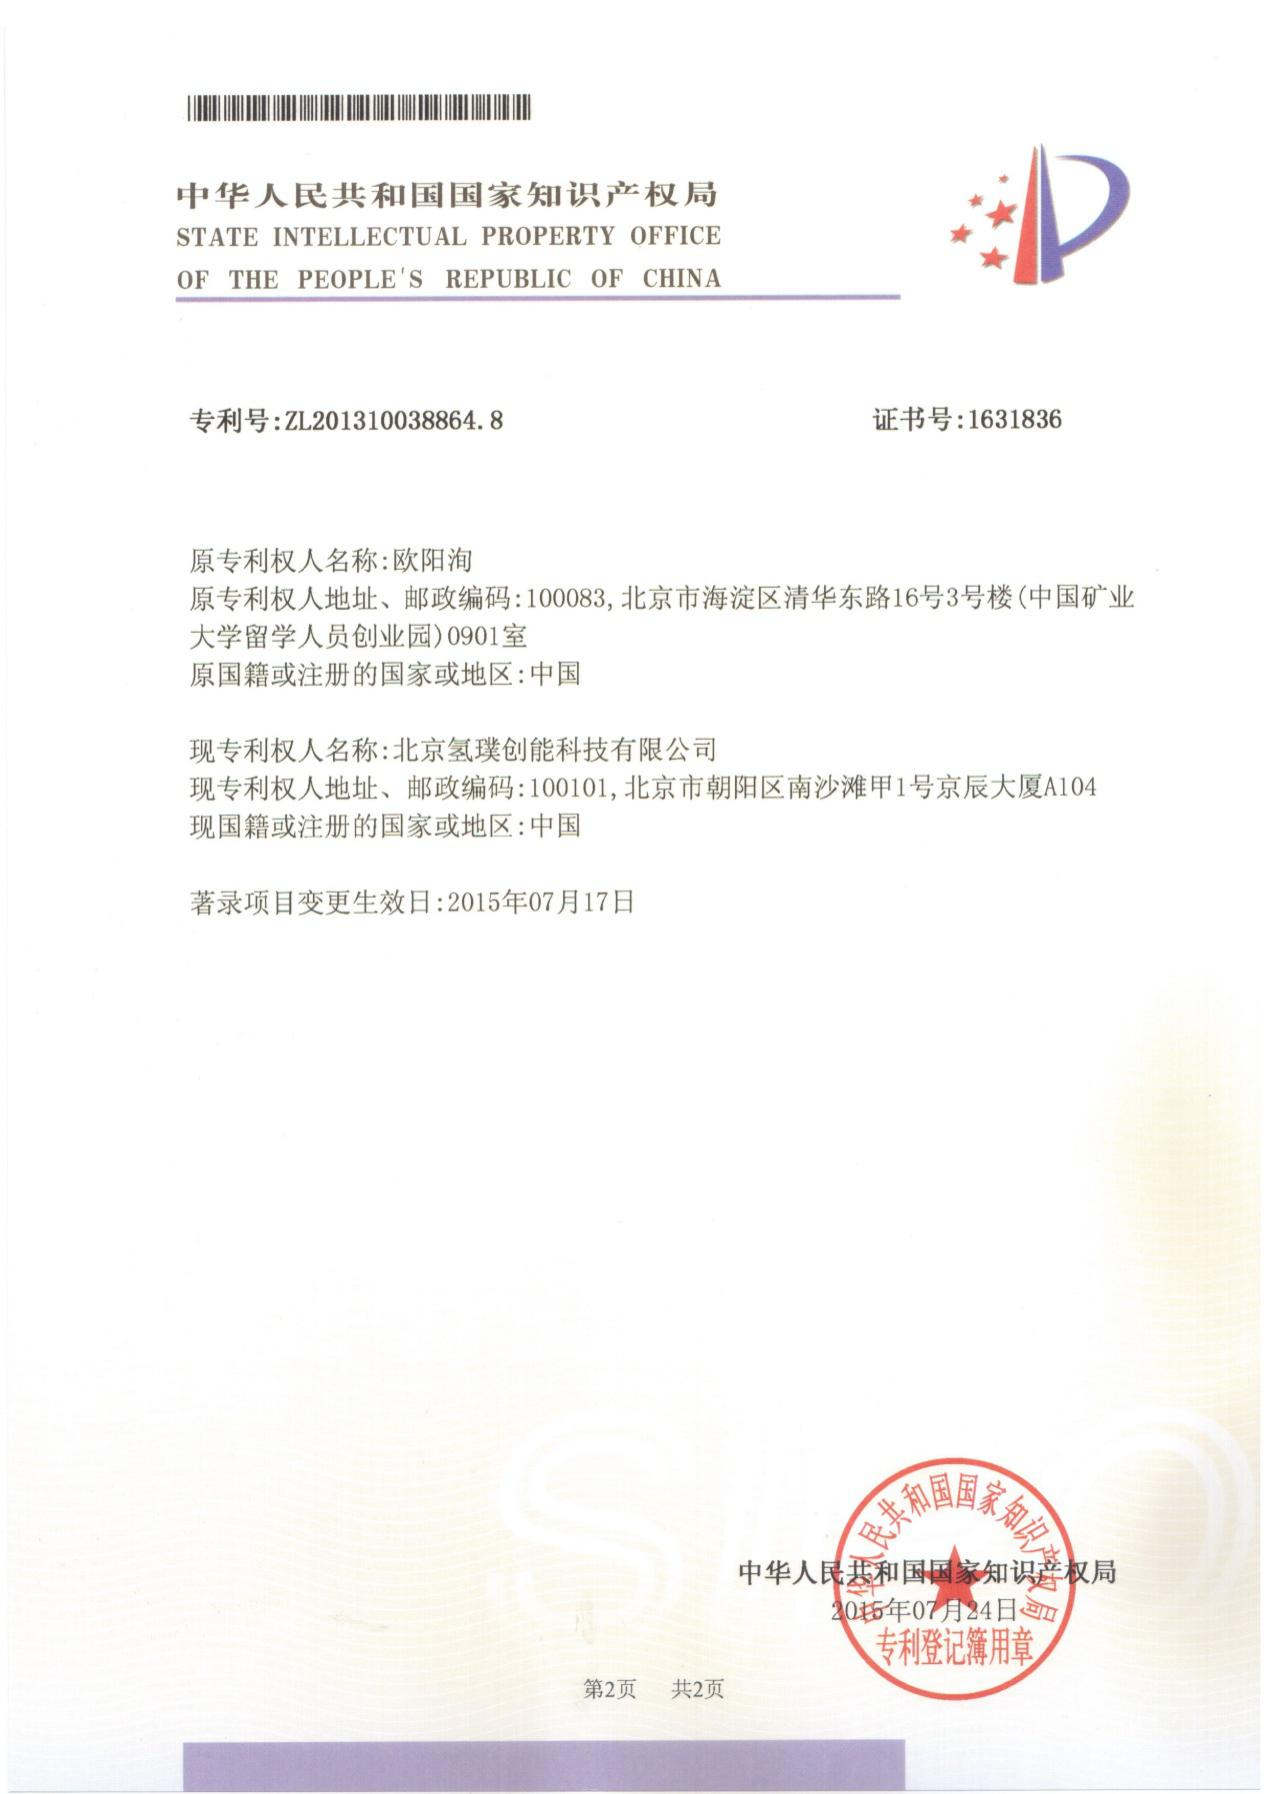 中华人民共和国国家知识产权局
STATE INTELLECTUAL PROPERTY OFFICE
OF THE PEOPLE'S REPUBLIC OF CHINA
专利号:ZL201310038864.8
证书号:1631836
原专利权人名称:欧阳洵
原专利权人地址、邮政编码:100083,北京市海淀区清华东路16号3号楼(中国矿业
大学留学人员创业园)0901室
原国籍或注册的国家或地区:中国
现专利权人名称:北京氢璞创能科技有限公司
现专利权人地址、邮政编码:100101,北京市朝阳区南沙滩甲1号京辰大厦A104
现国籍或注册的国家或地区:中国
著录项目变更生效日:2015年07月17日
中华人民共和国国家知识产权局
中华人民共和国国家知识产权局
2015年07月24日
专利登记簿用章
第2页 共2页